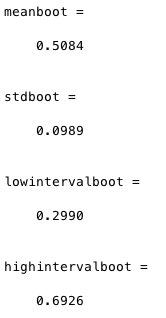 meanboot =
0.5084
stdboot =
0.0989
lowintervalboot =
0.2990
highintervalboot =
0.6926